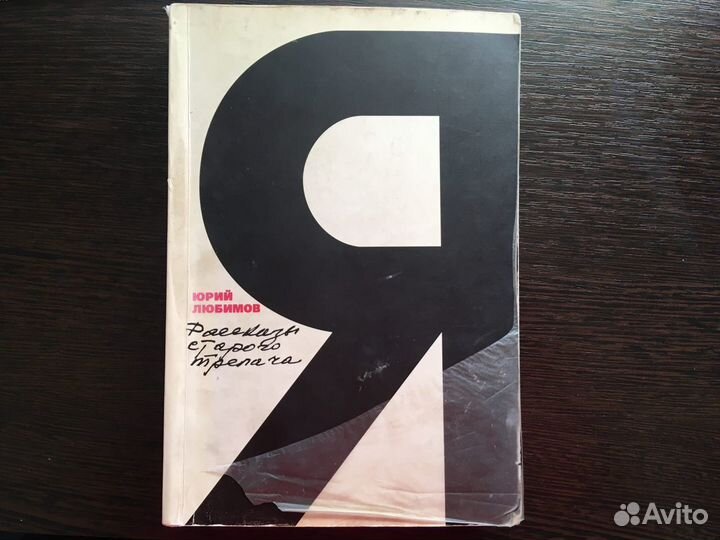 Я
ЮРИЙ
ЛЮБИМОВ
Рассказы
старого
трепача
Avito